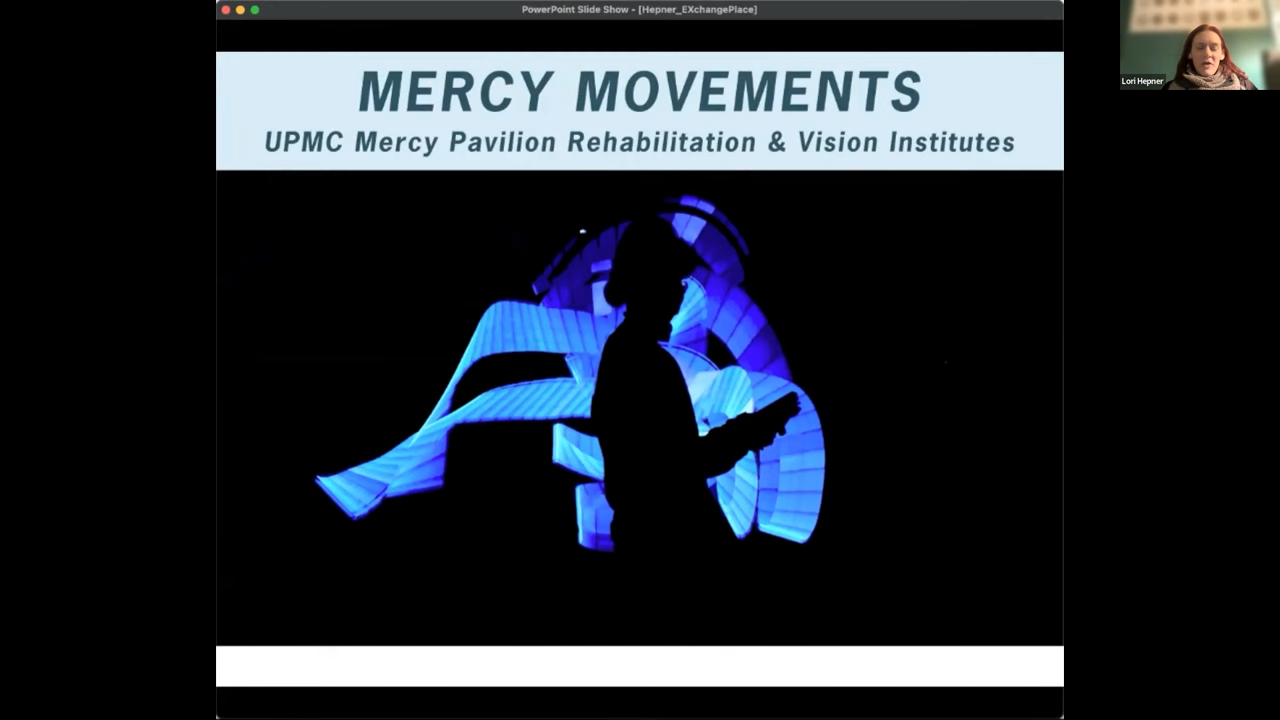 PowerPoint Slide Show - [Hepner_EXchangePlace]
MERCY MOVEMENTS
UPMC Mercy Pavilion Rehabilitation & Vision Institutes
Lori Hepner